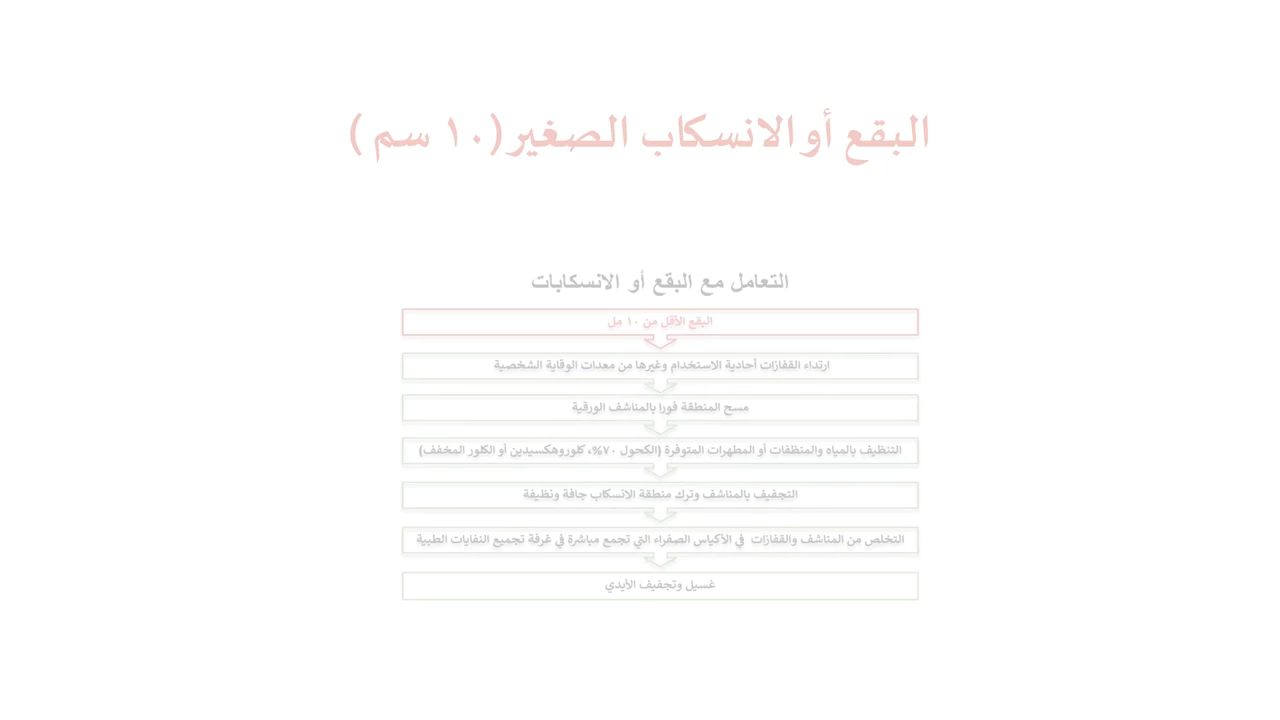 البقع أو الانسكاب الصغير (١٠ سم )
التعامل مع البقع أو الانسكابات
البقع الأقل من ١٠ مل
ارتداء القفازات أحادية الاستخدام وغيرها من معدات الوقاية الشخصية
مسح المنطقة فورا بالمناشف الورقية
التنظيف بالمياه والمنظفات أو المطهرات المتوفرة (الكحول ٧٠%، كلوروهكسيدين أو الكلور المخفف)
التجفيف بالمناشف وترك منطقة الانسكاب جافة ونظيفة
التخلص من المناشف والقفازات في الأكياس الصفراء التي تجمع مباشرة في غرفة تجميع النفايات الطبية
غسيل وتجفيف الأيدي